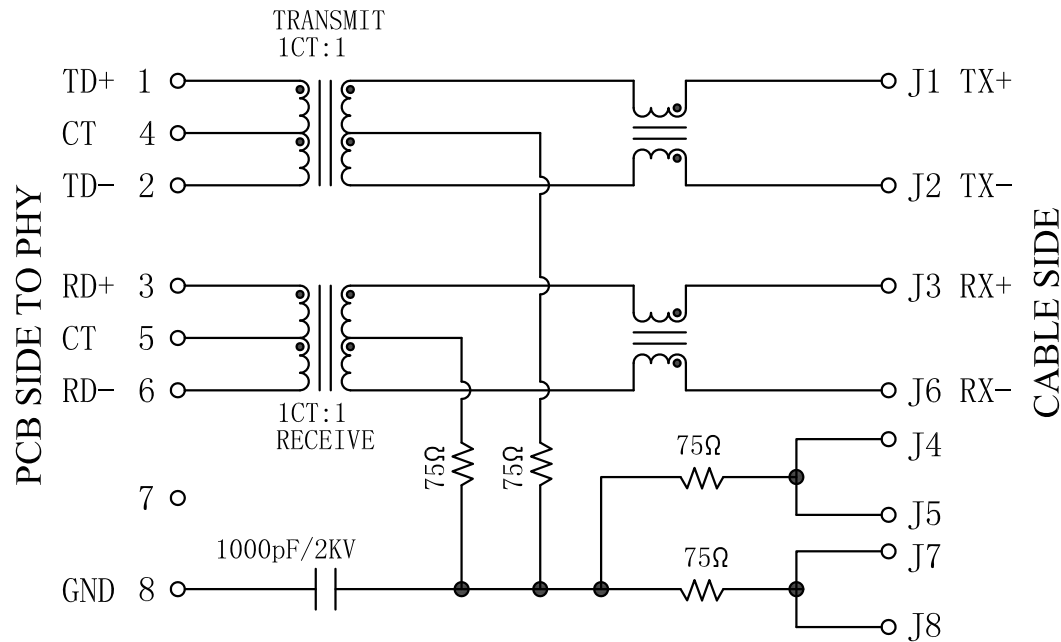 TRANSMIT
1CT:1
TD+ 1
CT 4
TD- 2
J1 TX+
J2 TX-
PCB SIDE TO PHY
CABLE SIDE
RD+ 3
CT 5
RD- 6
J3 RX+
J6 RX-
1CT:1
RECEIVE
75Ω
75Ω
75Ω
J4
J5
7
1000pF/2KV
GND 8
75Ω
J7
J8